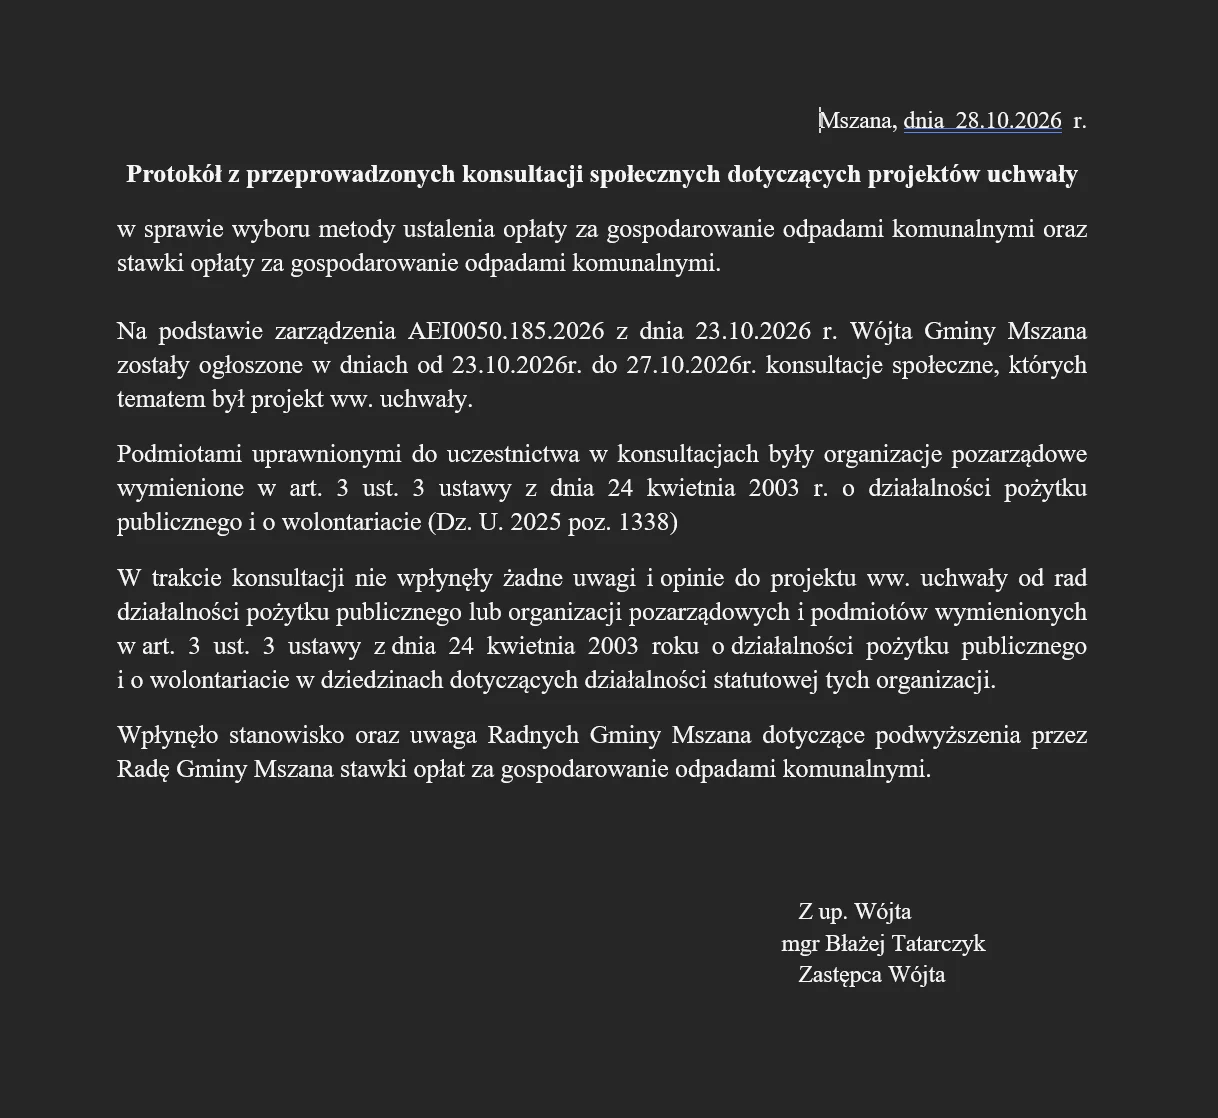 Mszana, dnia 28.10.2026 r.
Protokół z przeprowadzonych konsultacji społecznych dotyczących projektów uchwały
w sprawie wyboru metody ustalenia opłaty za gospodarowanie odpadami komunalnymi oraz
stawki opłaty za gospodarowanie odpadami komunalnymi.
Na podstawie zarządzenia AEI0050.185.2026 z dnia 23.10.2026 r. Wójta Gminy Mszana
zostały ogłoszone w dniach od 23.10.2026r. do 27.10.2026r. konsultacje społeczne, których
tematem był projekt ww. uchwały.
Podmiotami uprawnionymi do uczestnictwa w konsultacjach były organizacje pozarządowe
wymienione w art. 3 ust. 3 ustawy z dnia 24 kwietnia 2003 r. o działalności pożytku
publicznego i o wolontariacie (Dz. U. 2025 poz. 1338)
W trakcie konsultacji nie wpłynęły żadne uwagi i opinie do projektu ww. uchwały od rad
działalności pożytku publicznego lub organizacji pozarządowych i podmiotów wymienionych
w art. 3 ust. 3 ustawy z dnia 24 kwietnia 2003 roku o działalności pożytku publicznego
i o wolontariacie w dziedzinach dotyczących działalności statutowej tych organizacji.
Wpłynęło stanowisko oraz uwaga Radnych Gminy Mszana dotyczące podwyższenia przez
Radę Gminy Mszana stawki opłat za gospodarowanie odpadami komunalnymi.
Z up. Wójta
mgr Błażej Tatarczyk
Zastępca Wójta